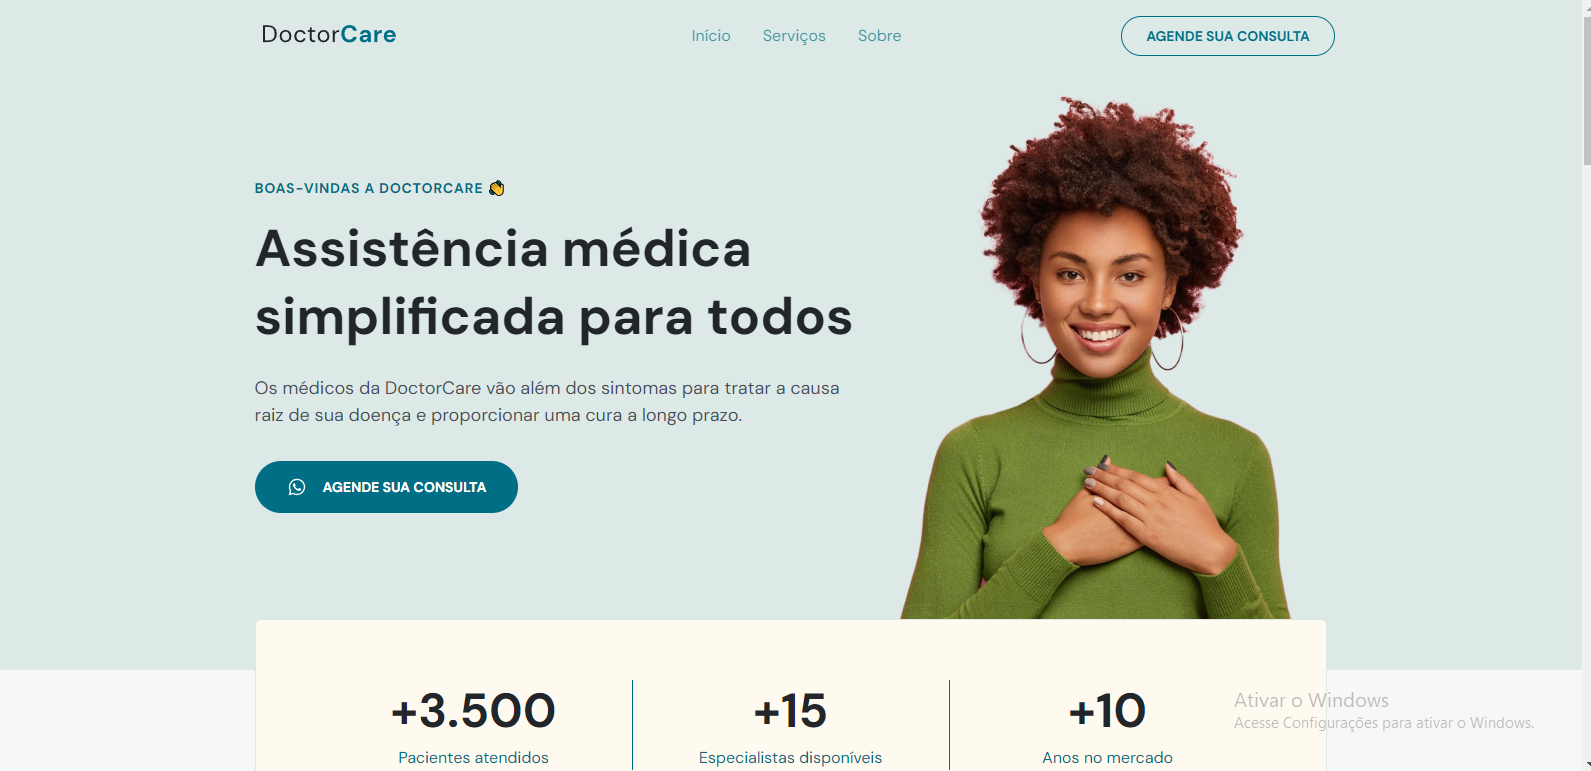 DoctorCare
Início Serviços Sobre
AGENDE SUA CONSULTA
BOAS-VINDAS A DOCTORCARE 👋
Assistência médica
simplificada para todos
Os médicos da DoctorCare vão além dos sintomas para tratar a causa
raiz de sua doença e proporcionar uma cura a longo prazo.
AGENDE SUA CONSULTA
+3.500
Pacientes atendidos
+15
Especialistas disponíveis
+10
Anos no mercado
Ativar o Windows
Acesse Configurações para ativar o Windows.